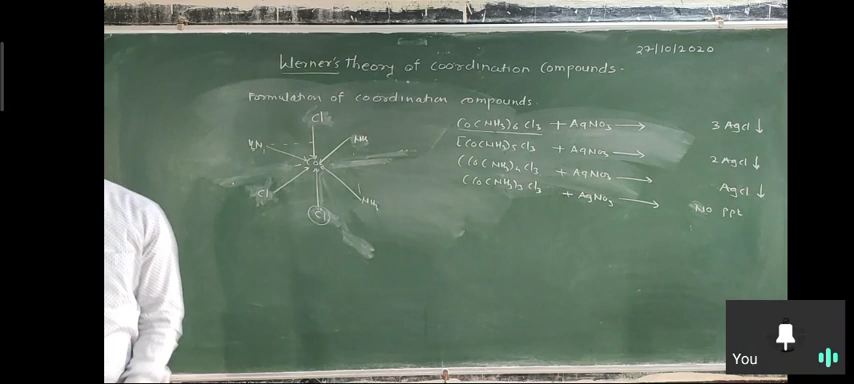 27/10/2020
Werner's Theory of coordination compounds.
Formulation of coordination compounds.
Cl
H₃N
NH₃
Cl
NH₃
Cl
Co(NH₃)₆ Cl₃ + AgNO₃ ⟶ 3 AgCl ↓
[Co(NH₃)₅ Cl₃ + AgNO₃ ⟶ 2 AgCl ↓
(Co(NH₃)₄ Cl₃ + AgNO₃ ⟶ AgCl ↓
(Co(NH₃)₃ Cl₃ + AgNO₃ ⟶ NO PPt
You